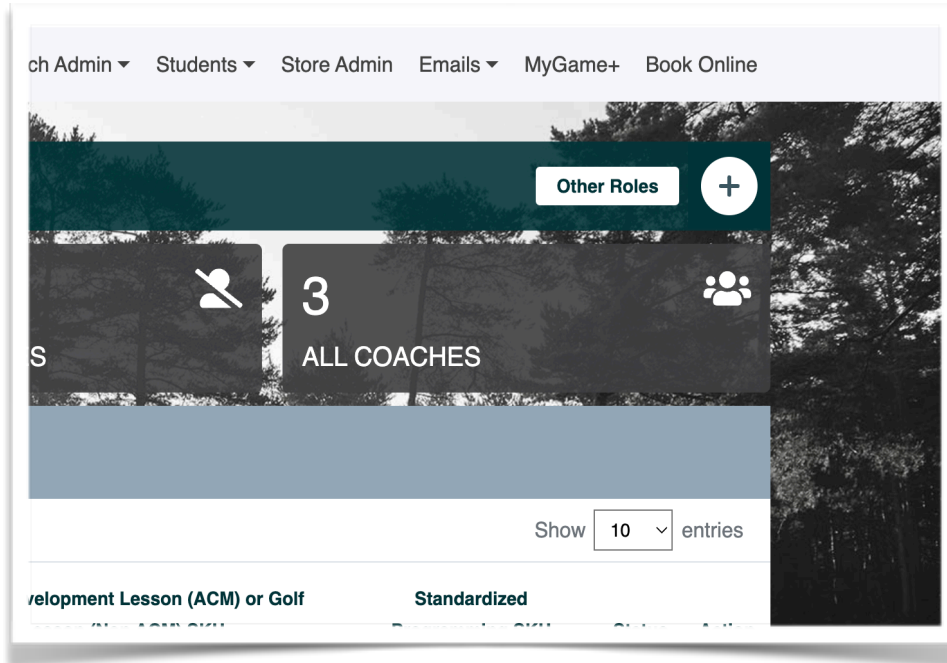 ch Admin Students Store Admin Emails MyGame+ Book Online
Other Roles +
3
S
ALL COACHES
Show 10 entries
velopment Lesson (ACM) or Golf Standardized